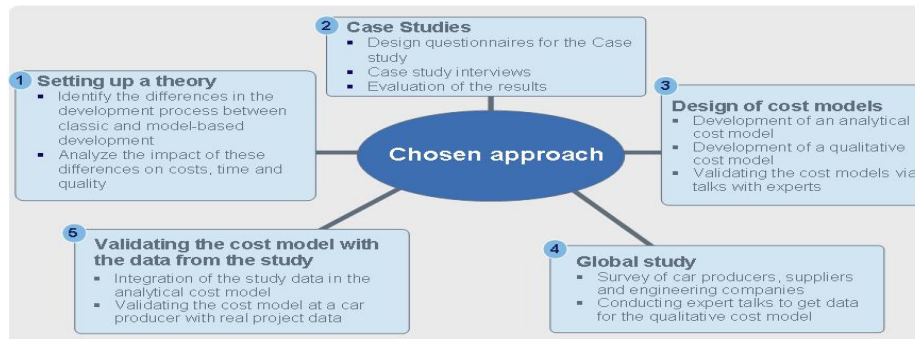 2 Case Studies
▪ Design questionnaires for the Case
study
▪ Case study interviews
▪ Evaluation of the results
1 Setting up a theory
▪ Identify the differences in the
development process between
classic and model-based
development
▪ Analyze the impact of these
differences on costs, time and
quality
3
Design of cost models
▪ Development of an analytical
cost model
▪ Development of a qualitative
cost model
▪ Validating the cost models via
talks with experts
Chosen approach
5 Validating the cost model with
the data from the study
▪ Integration of the study data in the
analytical cost model
▪ Validating the cost model at a car
producer with real project data
4
Global study
▪ Survey of car producers, suppliers
and engineering companies
▪ Conducting expert talks to get data
for the qualitative cost model